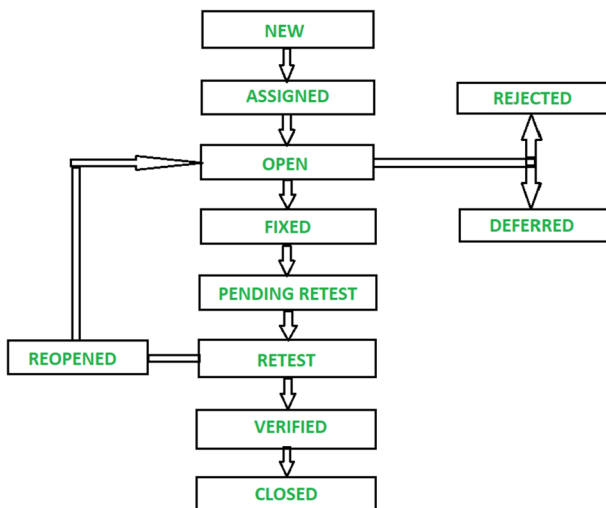 NEW
ASSIGNED
REJECTED
OPEN
DEFERRED
FIXED
PENDING RETEST
REOPENED
RETEST
VERIFIED
CLOSED